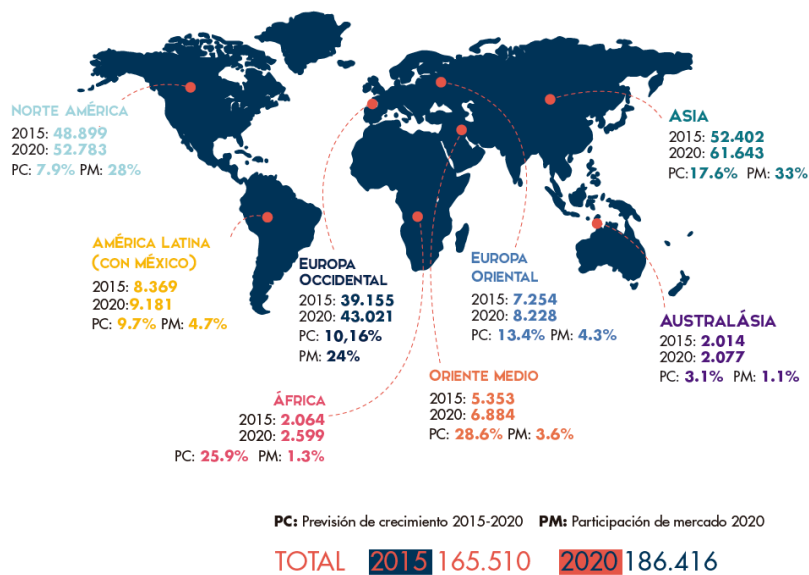 NORTE AMÉRICA
2015: 48.899
2020: 52.783
PC: 7.9% PM: 28%
ASIA
2015: 52.402
2020: 61.643
PC:17.6% PM: 33%
AMÉRICA LATINA
(CON MÉXICO)
2015: 8.369
2020:9.181
PC: 9.7% PM: 4.7%
EUROPA
OCCIDENTAL
2015: 39.155
2020: 43.021
PC: 10,16%
PM: 24%
EUROPA
ORIENTAL
2015: 7.254
2020: 8.228
PC: 13.4% PM: 4.3%
AUSTRALÁSIA
2015: 2.014
2020: 2.077
PC: 3.1% PM: 1.1%
ORIENTE MEDIO
2015: 5.353
2020: 6.884
PC: 28.6% PM: 3.6%
ÁFRICA
2015: 2.064
2020: 2.599
PC: 25.9% PM: 1.3%
PC: Previsión de crecimiento 2015-2020 PM: Participación de mercado 2020
TOTAL 2015 165.510 2020 186.416